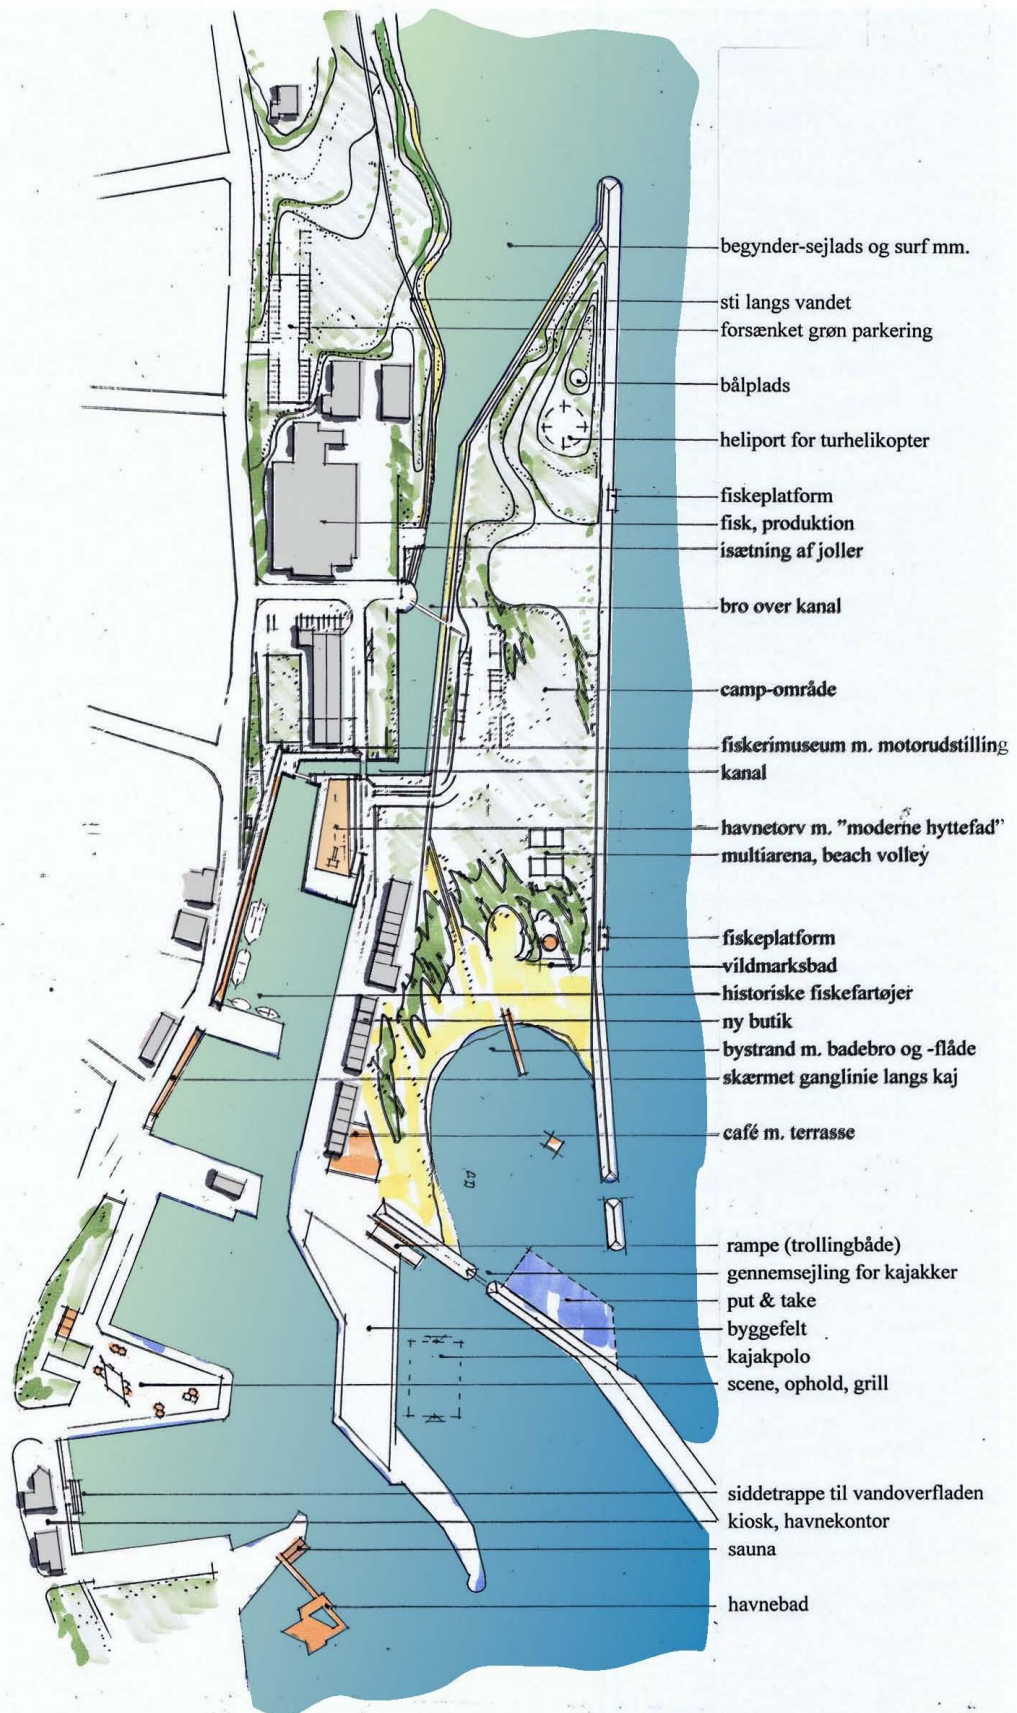 begynder-sejlads og surf mm.
sti langs vandet
forsænket grøn parkering
bålplads
heliport for turhelikopter
fiskeplatform
fisk, produktion
isætning af joller
bro over kanal
camp-område
fiskerimuseum m. motorudstilling
kanal
havnetorv m. ”moderne hyttefad”
multiarena, beach volley
fiskeplatform
vildmarksbad
historiske fiskefartøjer
ny butik
bystrand m. badebro og -flåde
skærmet ganglinie langs kaj
café m. terrasse
rampe (trollingbåde)
gennemsejling for kajakker
put & take
byggefelt
kajakpolo
scene, ophold, grill
siddetrappe til vandoverfladen
kiosk, havnekontor
sauna
havnebad